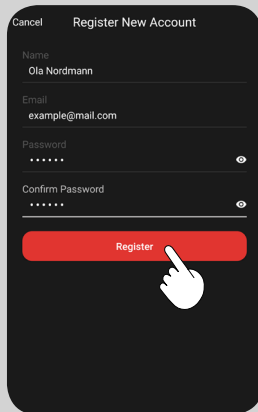 Cancel Register New Account
Name
Ola Nordmann
Email
example@mail.com
Password
••••••
Confirm Password
••••••
Register